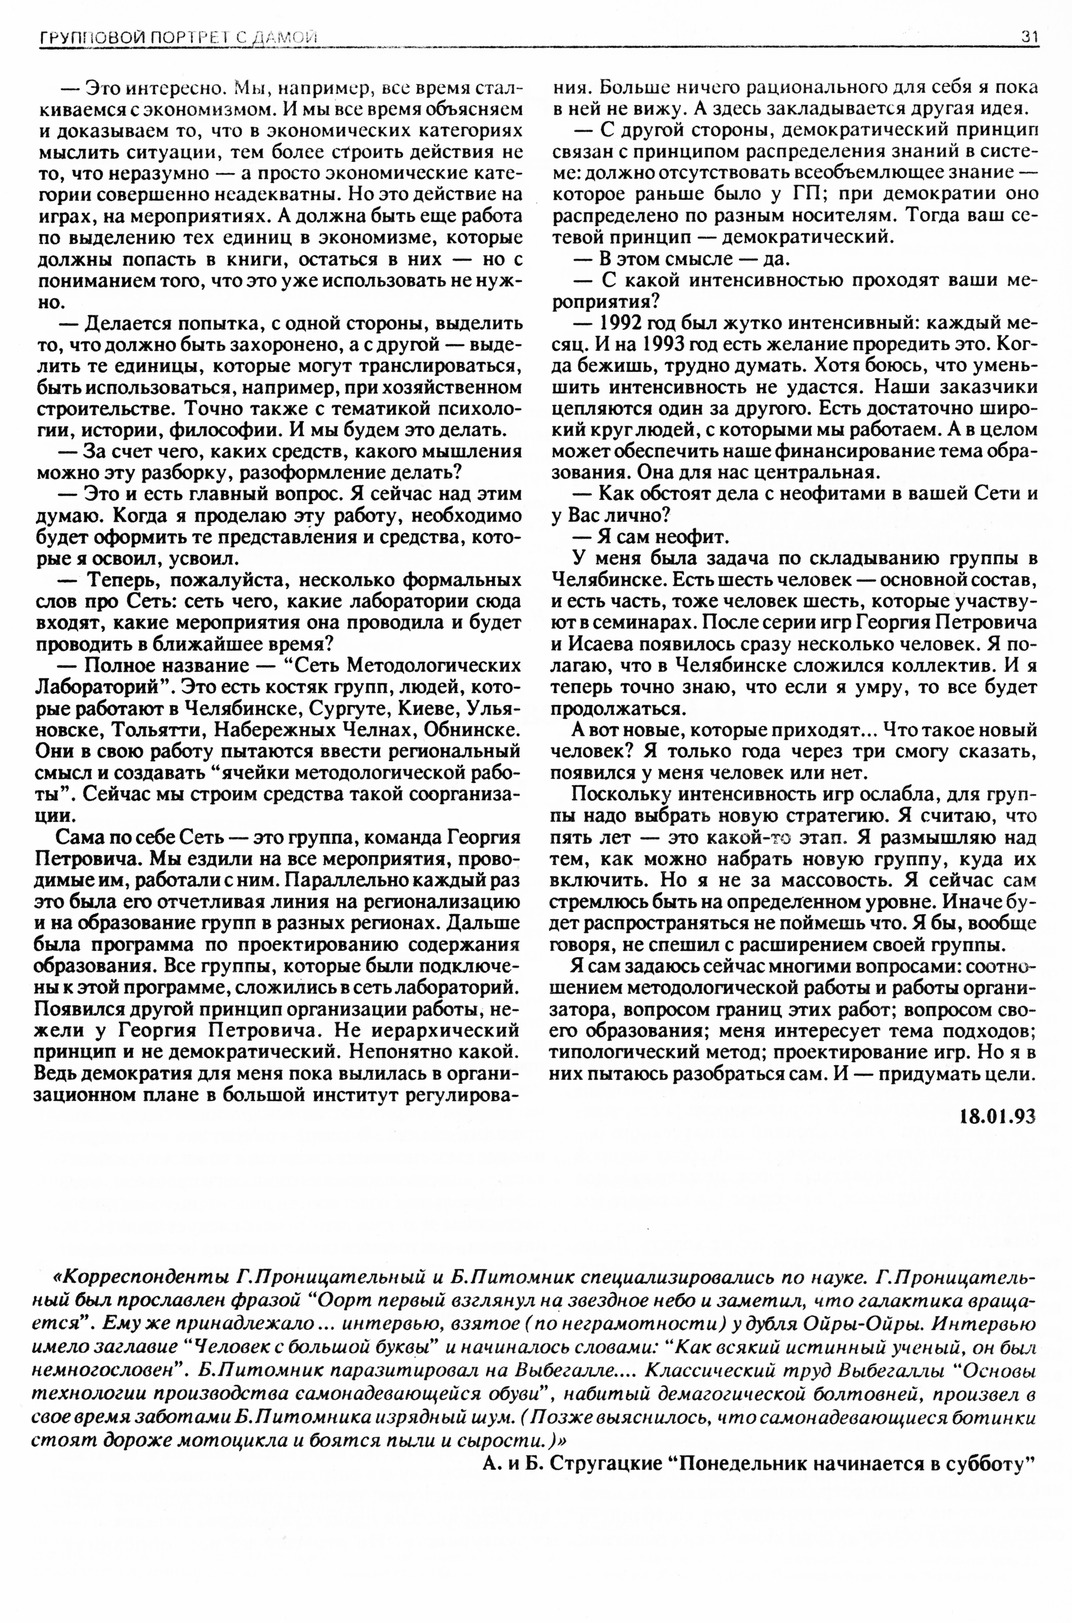 ГРУППОВОЙ ПОРТРЕТ С ДАМОЙ 31
— Это интересно. Мы, например, все время стал-
киваемся с экономизмом. И мы все время объясняем
и доказываем то, что в экономических категориях
мыслить ситуации, тем более строить действия не
то, что неразумно — а просто экономические кате-
гории совершенно неадекватны. Но это действие на
играх, на мероприятиях. А должна быть еще работа
по выделению тех единиц в экономизме, которые
должны попасть в книги, остаться в них — но с
пониманием того, что это уже использовать не нуж-
но.
— Делается попытка, с одной стороны, выделить
то, что должно быть захоронено, а с другой — выде-
лить те единицы, которые могут транслироваться,
быть использоваться, например, при хозяйственном
строительстве. Точно также с тематикой психоло-
гии, истории, философии. И мы будем это делать.
— За счет чего, каких средств, какого мышления
можно эту разборку, разоформление делать?
— Это и есть главный вопрос. Я сейчас над этим
думаю. Когда я проделаю эту работу, необходимо
будет оформить те представления и средства, кото-
рые я освоил, усвоил.
— Теперь, пожалуйста, несколько формальных
слов про Сеть: сеть чего, какие лаборатории сюда
входят, какие мероприятия она проводила и будет
проводить в ближайшее время?
— Полное название — “Сеть Методологических
Лабораторий”. Это есть костяк групп, людей, кото-
рые работают в Челябинске, Сургуте, Киеве, Улья-
новске, Тольятти, Набережных Челнах, Обнинске.
Они в свою работу пытаются ввести региональный
смысл и создавать “ячейки методологической рабо-
ты”. Сейчас мы строим средства такой соорганиза-
ции.
Сама по себе Сеть — это группа, команда Георгия
Петровича. Мы ездили на все мероприятия, прово-
димые им, работали с ним. Параллельно каждый раз
это была его отчетливая линия на регионализацию
и на образование групп в разных регионах. Дальше
была программа по проектированию содержания
образования. Все группы, которые были подключе-
ны к этой программе, сложились в сеть лабораторий.
Появился другой принцип организации работы, не-
жели у Георгия Петровича. Не иерархический
принцип и не демократический. Непонятно какой.
Ведь демократия для меня пока вылилась в органи-
зационном плане в большой институт регулирова-
ния. Больше ничего рационального для себя я пока
в ней не вижу. А здесь закладывается другая идея.
— С другой стороны, демократический принцип
связан с принципом распределения знаний в систе-
ме: должно отсутствовать всеобъемлющее знание —
которое раньше было у ГП; при демократии оно
распределено по разным носителям. Тогда ваш се-
тевой принцип — демократический.
— В этом смысле — да.
— С какой интенсивностью проходят ваши ме-
роприятия?
— 1992 год был жутко интенсивный: каждый ме-
сяц. И на 1993 год есть желание проредить это. Ког-
да бежишь, трудно думать. Хотя боюсь, что умень-
шить интенсивность не удастся. Наши заказчики
цепляются один за другого. Есть достаточно широ-
кий круг людей, с которыми мы работаем. А в целом
может обеспечить наше финансирование тема обра-
зования. Она для нас центральная.
— Как обстоят дела с неофитами в вашей Сети и
у Вас лично?
— Я сам неофит.
У меня была задача по складыванию группы в
Челябинске. Есть шесть человек — основной состав,
и есть часть, тоже человек шесть, которые участву-
ют в семинарах. После серии игр Георгия Петровича
и Исаева появилось сразу несколько человек. Я по-
лагаю, что в Челябинске сложился коллектив. И я
теперь точно знаю, что если я умру, то все будет
продолжаться.
А вот новые, которые приходят... Что такое новый
человек? Я только года через три смогу сказать,
появился у меня человек или нет.
Поскольку интенсивность игр ослабла, для груп-
пы надо выбрать новую стратегию. Я считаю, что
пять лет — это какой-то этап. Я размышляю над
тем, как можно набрать новую группу, куда их
включить. Но я не за массовость. Я сейчас сам
стремлюсь быть на определенном уровне. Иначе бу-
дет распространяться не поймешь что. Я бы, вообще
говоря, не спешил с расширением своей группы.
Я сам задаюсь сейчас многими вопросами: соотно-
шением методологической работы и работы органи-
затора, вопросом границ этих работ; вопросом сво-
его образования; меня интересует тема подходов;
типологический метод; проектирование игр. Но я в
них пытаюсь разобраться сам. И — придумать цели.
18.01.93
«Корреспонденты Г.Проницательный и Б.Питомник специализировались по науке. Г.Проницатель-
ный был прославлен фразой “Оорт первый взглянул на звездное небо и заметил, что галактика враща-
ется”. Ему же принадлежало... интервью, взятое (по неграмотности) у дубля Ойры-Ойры. Интервью
имело заглавие “Человек с большой буквы” и начиналось словами: “Как всякий истинный ученый, он был
немногословен”. Б.Питомник паразитировал на Выбегалле.... Классический труд Выбегаллы “Основы
технологии производства самонадевающейся обуви”, набитый демагогической болтовней, произвел в
свое время заботами Б.Питомника изрядный шум. (Позже выяснилось, что самонадевающиеся ботинки
стоят дороже мотоцикла и боятся пыли и сырости.)»
А. и Б. Стругацкие “Понедельник начинается в субботу”